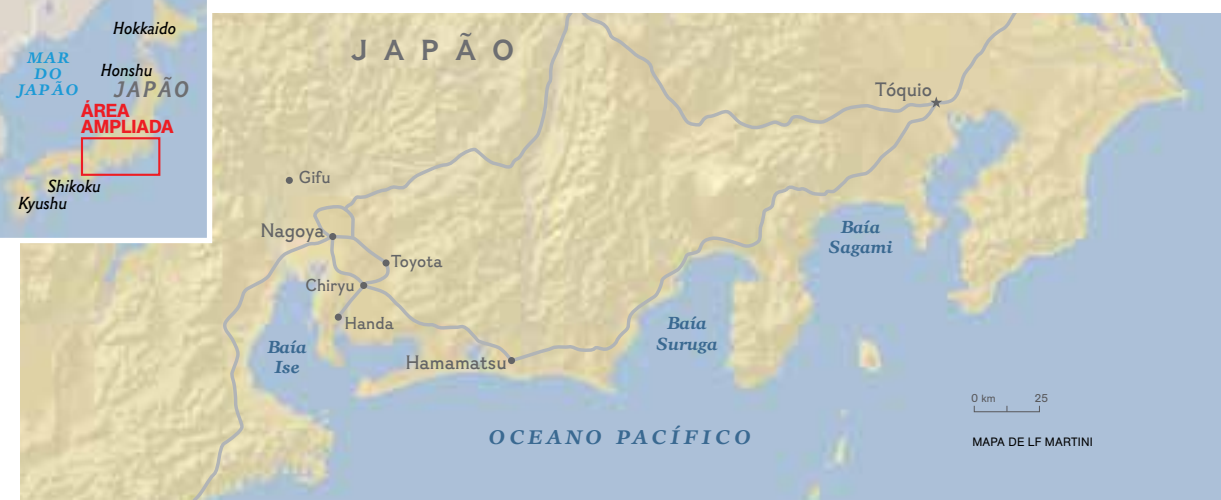 Hokkaido
MAR
DO
JAPÃO
Honshu
JAPÃO
ÁREA
AMPLIADA
Shikoku
Kyushu
JAPÃO
Tóquio
Gifu
Nagoya
Toyota
Chiryu
Handa
Hamamatsu
Baía
Ise
Baía
Suruga
Baía
Sagami
OCEANO PACÍFICO
0 km 25
MAPA DE LF MARTINI